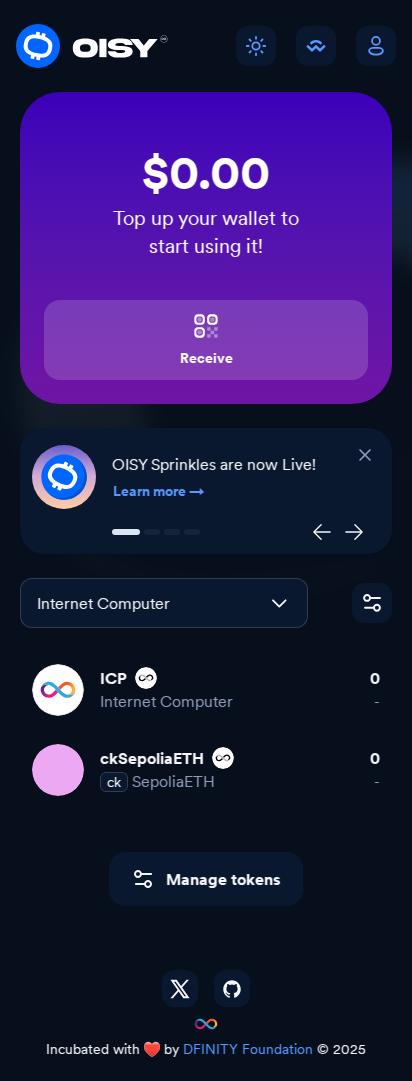 OISY
$0.00
Top up your wallet to
start using it!
Receive
OISY Sprinkles are now Live!
Learn more →
Internet Computer
ICP 0
Internet Computer -
ckSepoliaETH 0
ck SepoliaETH -
Manage tokens
Incubated with ❤️ by DFINITY Foundation © 2025